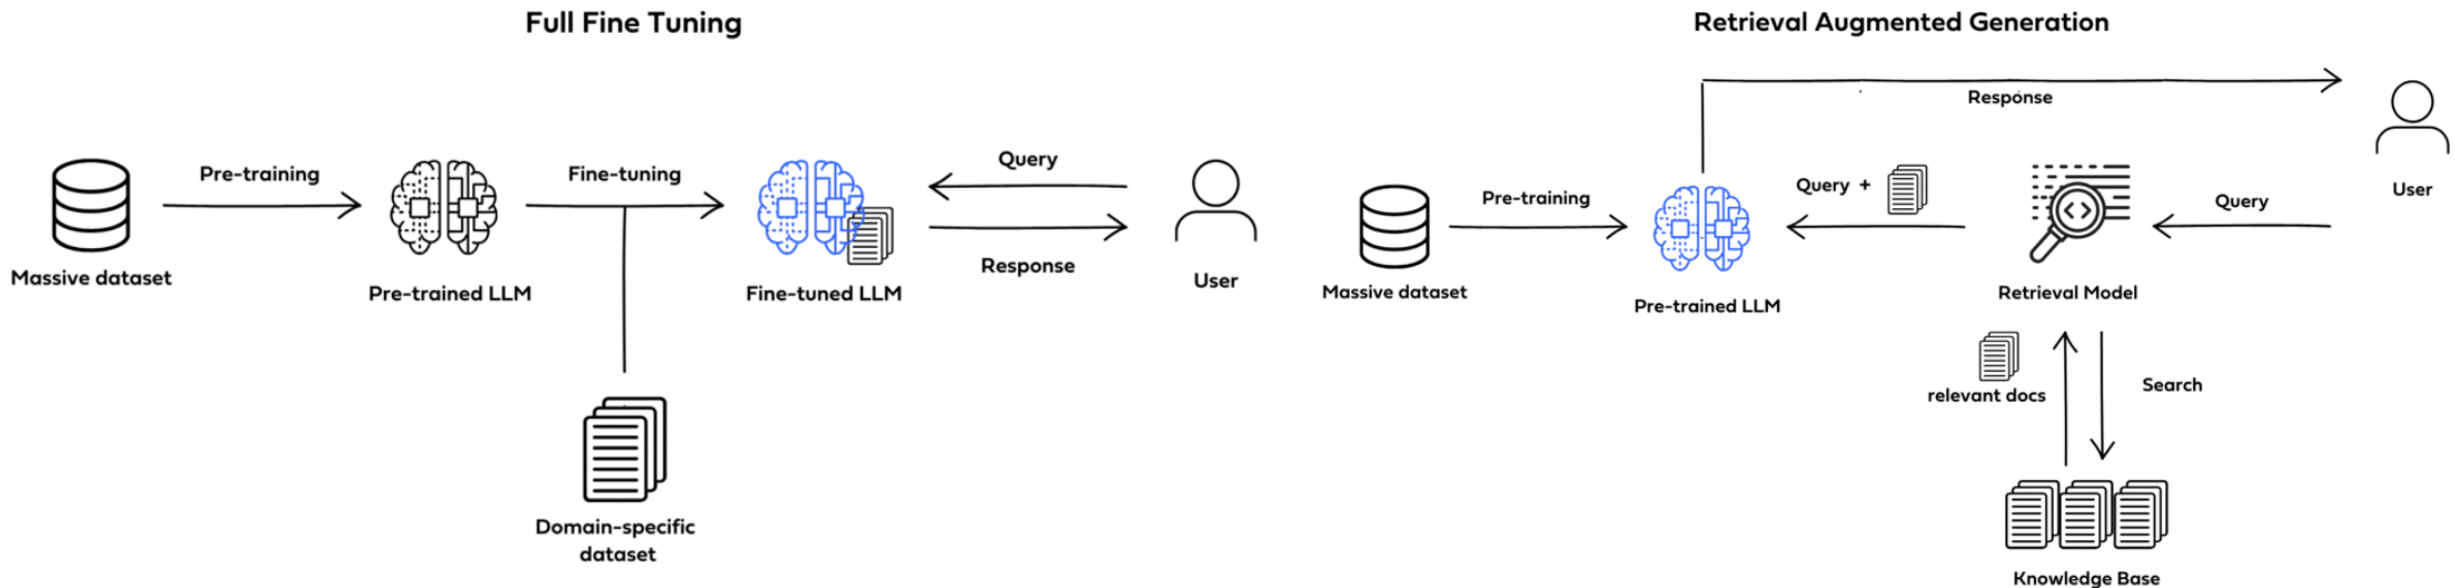 Full Fine Tuning
Massive dataset
Pre-training
Pre-trained LLM
Fine-tuning
Domain-specific
dataset
Fine-tuned LLM
Query
Response
User
Retrieval Augmented Generation
Response
User
Massive dataset
Pre-training
Pre-trained LLM
Query +
Retrieval Model
Query
relevant docs
Search
Knowledge Base